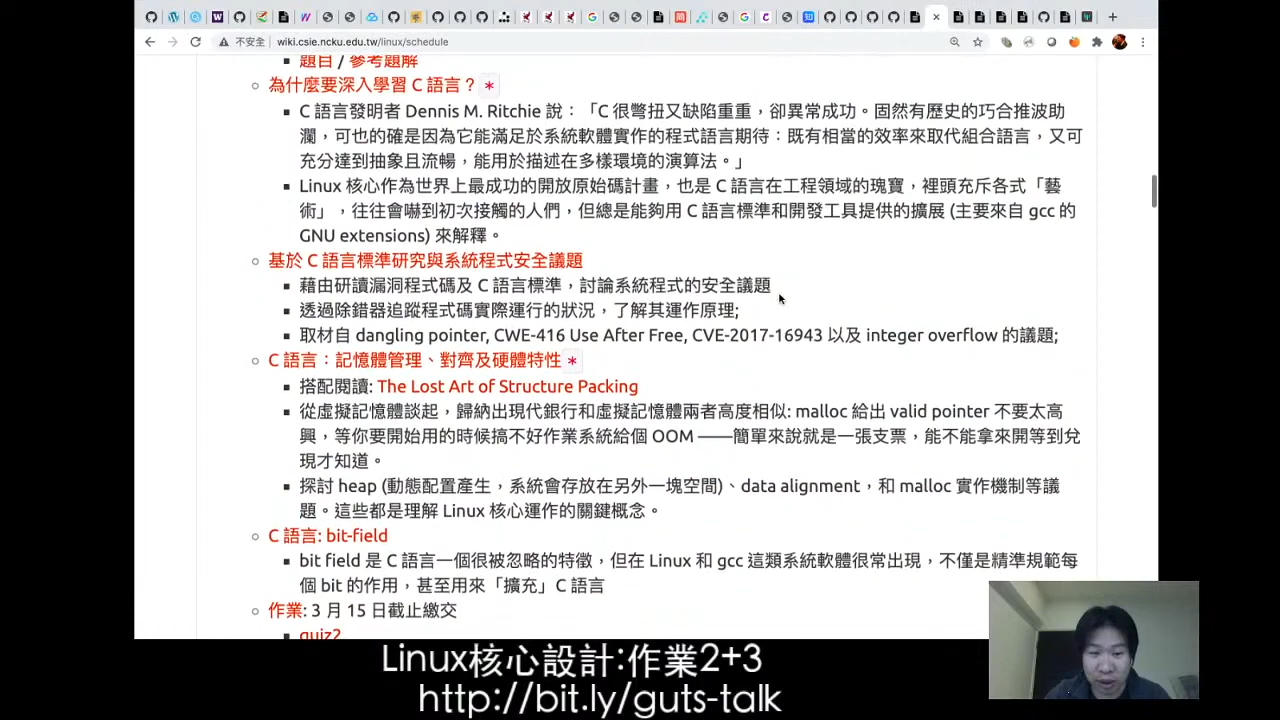 不安全 wiki.csie.ncku.edu.tw/linux/schedule
題目 / 參考題解
為什麼要深入學習 C 語言？ *
C 語言發明者 Dennis M. Ritchie 說：「C 很彆扭又缺陷重重，卻異常成功。固然有歷史的巧合推波助
瀾，可也的確是因為它能滿足於系統軟體實作的程式語言期待：既有相當的效率來取代組合語言，又可
充分達到抽象且流暢，能用於描述在多樣環境的演算法。」
Linux 核心作為世界上最成功的開放原始碼計畫，也是 C 語言在工程領域的瑰寶，裡頭充斥各式「藝
術」，往往會嚇到初次接觸的人們，但總是能夠用 C 語言標準和開發工具提供的擴展 (主要來自 gcc 的
GNU extensions) 來解釋。
基於 C 語言標準研究與系統程式安全議題
藉由研讀漏洞程式碼及 C 語言標準，討論系統程式的安全議題
透過除錯器追蹤程式碼實際運行的狀況，了解其運作原理;
取材自 dangling pointer, CWE-416 Use After Free, CVE-2017-16943 以及 integer overflow 的議題;
C 語言：記憶體管理、對齊及硬體特性 *
搭配閱讀: The Lost Art of Structure Packing
從虛擬記憶體談起，歸納出現代銀行和虛擬記憶體兩者高度相似: malloc 給出 valid pointer 不要太高
興，等你要開始用的時候搞不好作業系統給個 OOM ——簡單來說就是一張支票，能不能拿來開等到兌
現才知道。
探討 heap (動態配置產生，系統會存放在另外一塊空間)、data alignment，和 malloc 實作機制等議
題。這些都是理解 Linux 核心運作的關鍵概念。
C 語言: bit-field
bit field 是 C 語言一個很被忽略的特徵，但在 Linux 和 gcc 這類系統軟體很常出現，不僅是精準規範每
個 bit 的作用，甚至用來「擴充」C 語言
作業: 3 月 15 日截止繳交
quiz2
Linux核心設計:作業2+3
http://bit.ly/guts-talk